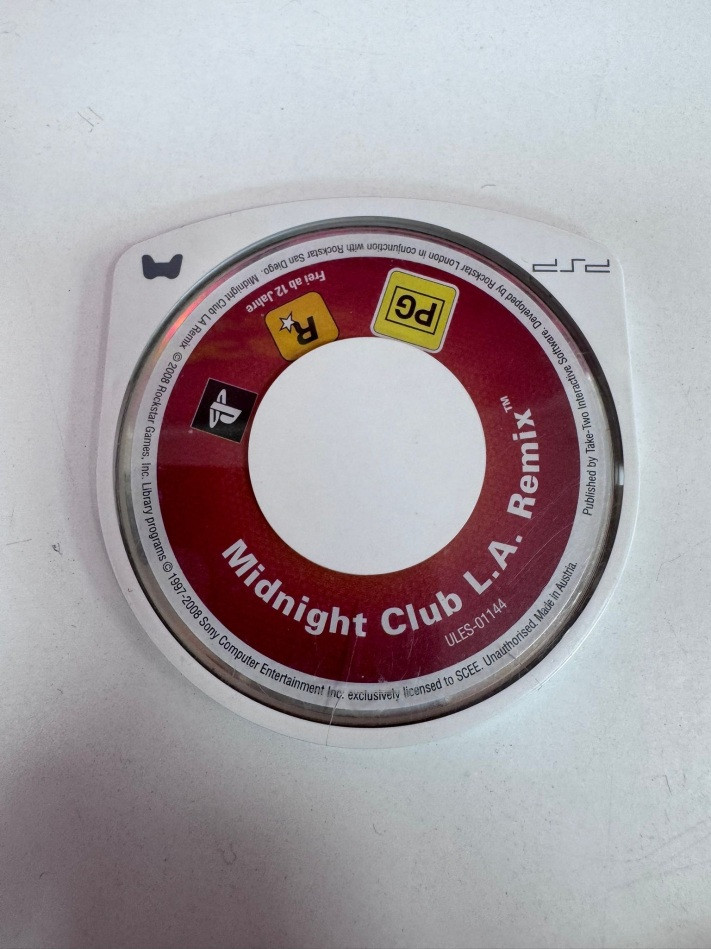 PSP
Midnight Club L.A. Remix™
ULES-01144
PG
R
Frei ab 12 Jahre
Midnight Club LA Remix © 2008 Rockstar Games, Inc. Library programs © 1997-2008 Sony Computer Entertainment Inc. exclusively licensed to SCEE. Unauthorised. Made in Austria.
Published by Take-Two Interactive Software. Developed by Rockstar London in conjunction with Rockstar San Diego.